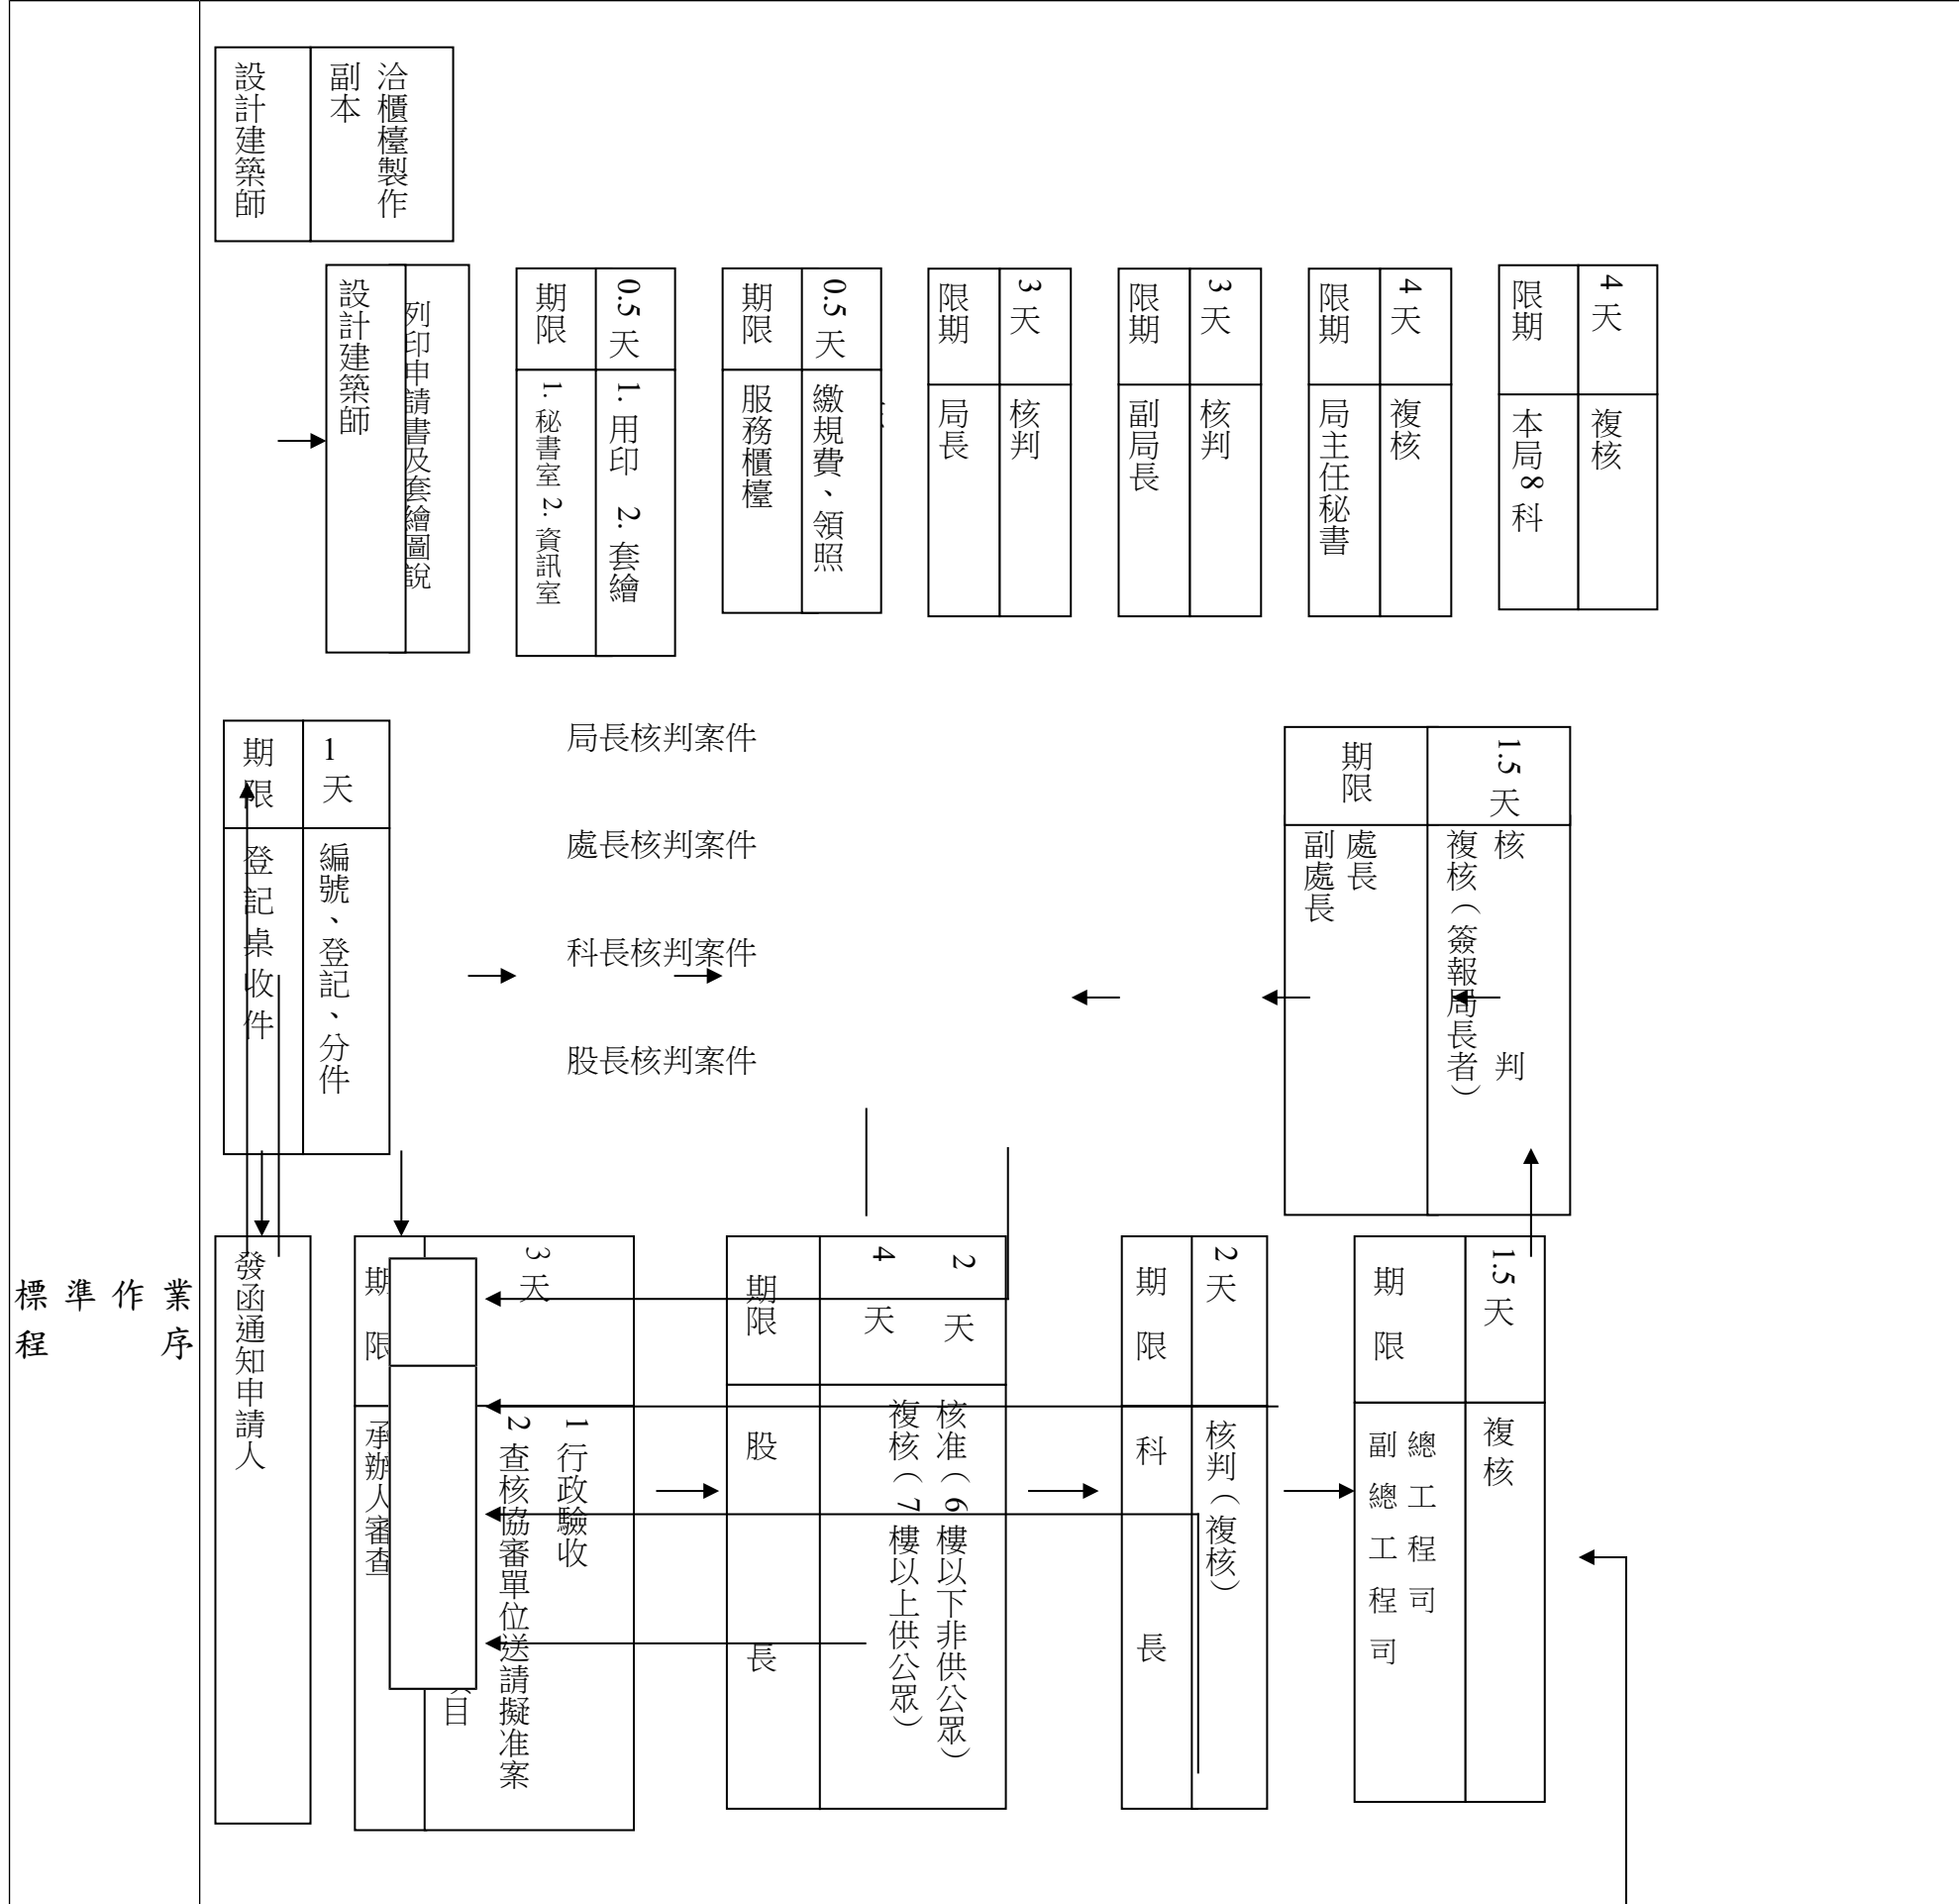 標準作業
程序
設計建築師
洽櫃檯製作
副本
設計建築師
列印申請書及套繪圖說
期限
0.5天
1. 秘書室 2. 資訊室
1. 用印 2. 套繪
期限
0.5天
服務櫃檯
繳規費、領照
限期
3天
局長
核判
限期
3天
副局長
核判
限期
4天
局主任秘書
複核
限期
4天
本局8科
複核
期限
1天
登記桌收件
編號、登記、分件
局長核判案件
處長核判案件
科長核判案件
股長核判案件
期限
1.5天
處長
副處長
核判
複核（簽報局長者）
發函通知申請人
期限
3天
承辦人審查
1 行政驗收
2 查核協審單位送請擬准案
目
期限
2天
4天
股長
核准（6樓以下非供公眾）
複核（7樓以上供公眾）
期限
2天
科長
核判（複核）
期限
1.5天
總工程司
副總工程司
複核